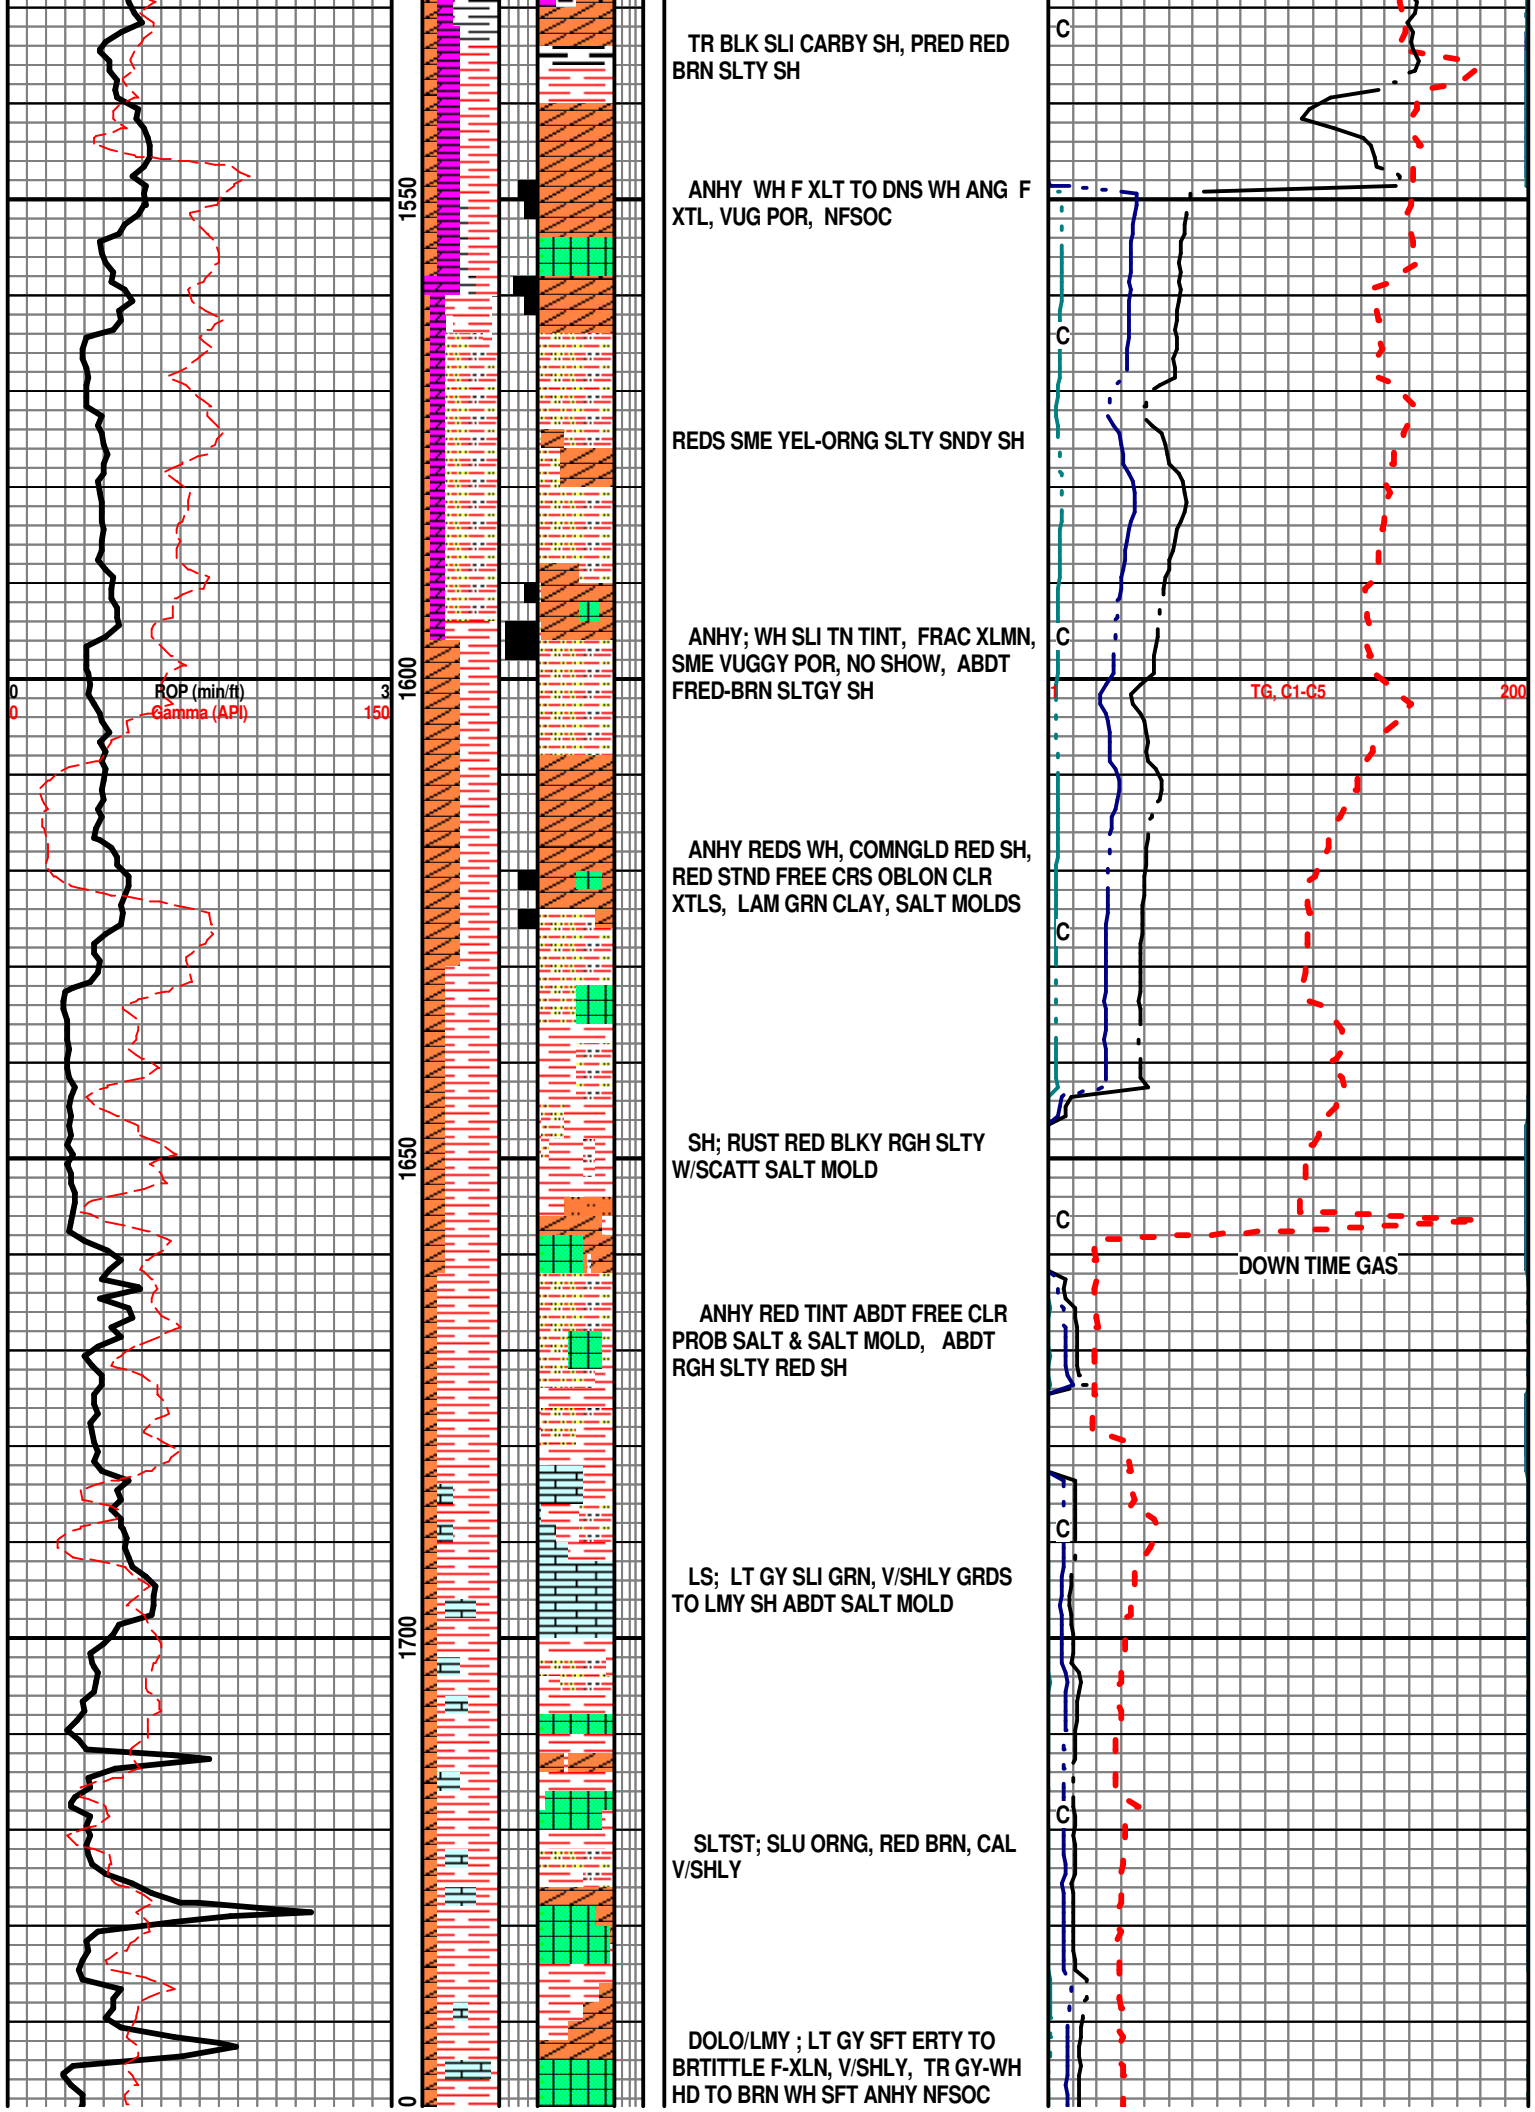 TR BLK SLI CARBY SH, PRED RED
BRN SLTY SH
C
1550
ANHY WH F XLT TO DNS WH ANG F
XTL, VUG POR, NFSOC
C
REDS SME YEL-ORNG SLTY SNDY SH
ANHY; WH SLI TN TINT, FRAC XLMN,
SME VUGGY POR, NO SHOW, ABDT
FRED-BRN SLTGY SH
C
0 ROP (min/ft) 3
0 Gamma (API) 150
1600
1 TG, C1-C5 200
ANHY REDS WH, COMNGLD RED SH,
RED STND FREE CRS OBLON CLR
XTLS, LAM GRN CLAY, SALT MOLDS
C
1650
SH; RUST RED BLKY RGH SLTY
W/SCATT SALT MOLD
C
DOWN TIME GAS
ANHY RED TINT ABDT FREE CLR
PROB SALT & SALT MOLD, ABDT
RGH SLTY RED SH
C
LS; LT GY SLI GRN, V/SHLY GRDS
TO LMY SH ABDT SALT MOLD
1700
C
SLTST; SLU ORNG, RED BRN, CAL
V/SHLY
DOLO/LMY ; LT GY SFT ERTY TO
BRTITTLE F-XLN, V/SHLY, TR GY-WH
HD TO BRN WH SFT ANHY NFSOC
0